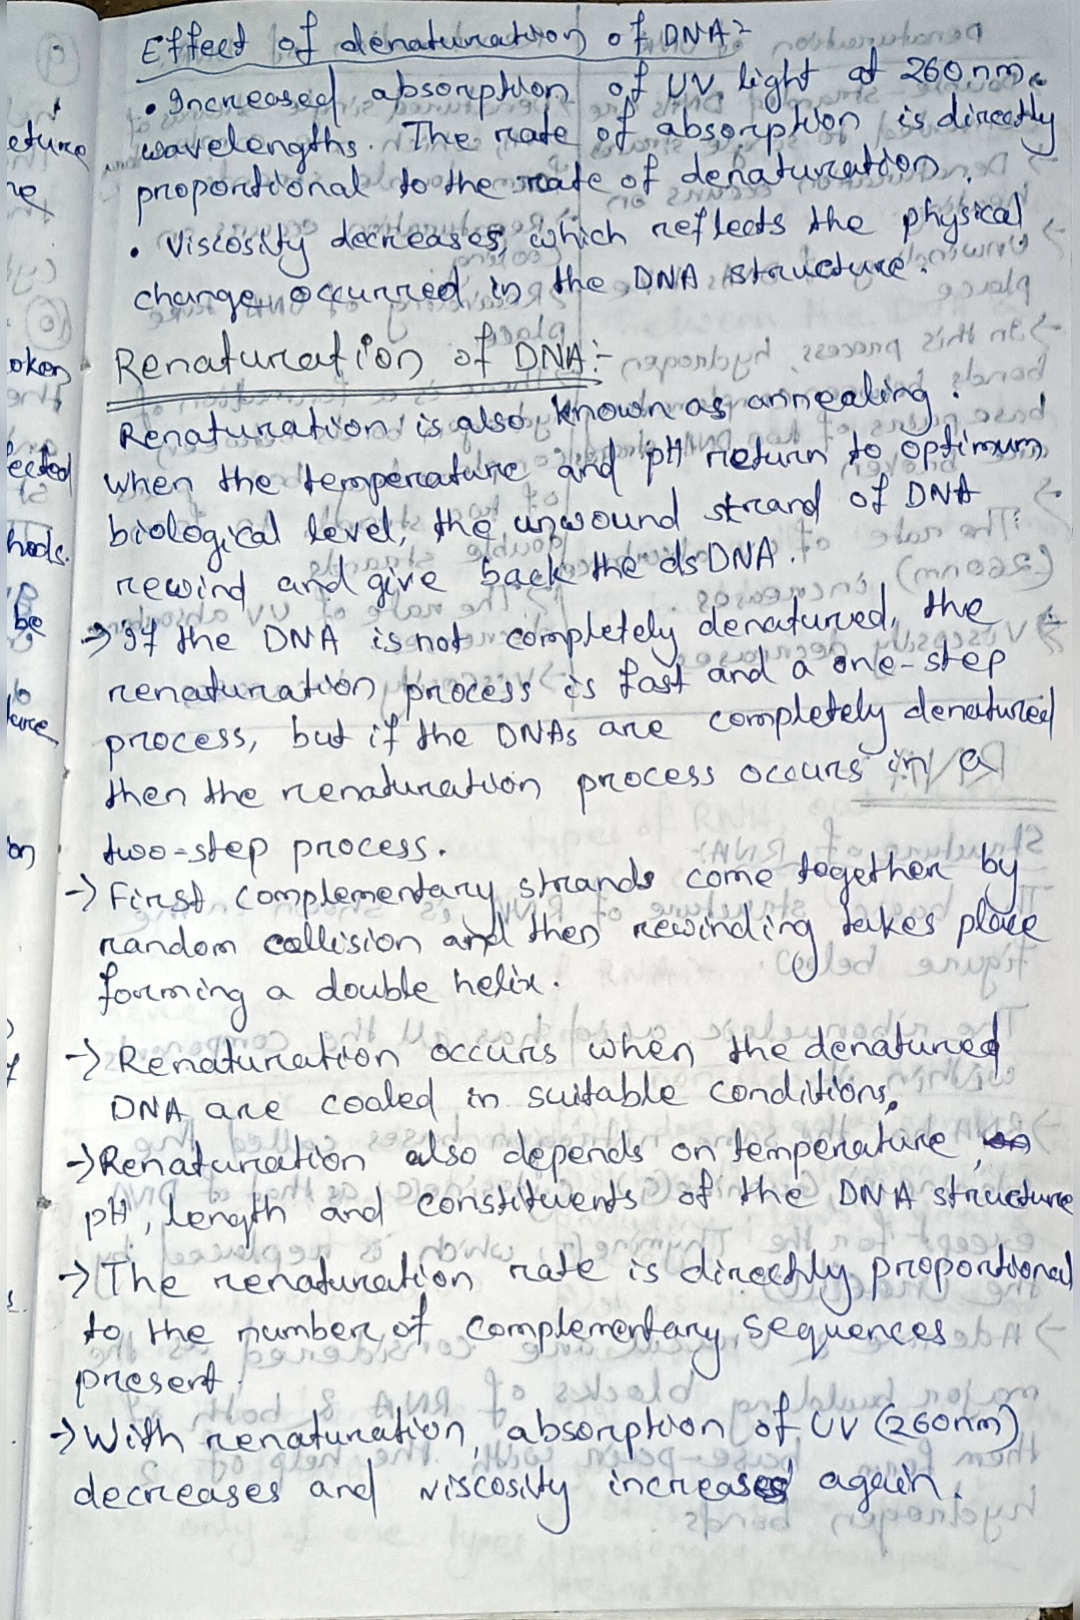 Effect of denaturation of DNA:-
• Increased absorption of UV light at 260nm
wavelengths. The rate of absorption is directly
proportional to the rate of denaturation.
• Viscosity decreases, which reflects the physical
change occurred in the DNA structure.
Renaturation of DNA:-
Renaturation is also known as annealing.
when the temperature and pH return to optimum
biological level, the unwound strand of DNA
rewind and give back the dsDNA.
→ If the DNA is not completely denatured, the
renaturation process is fast and a one-step
process, but if the DNAs are completely denatured
then the renaturation process occurs in a
two-step process.
→ First complementary strands come together by
random collision and then rewinding takes place
forming a double helix.
→ Renaturation occurs when the denatured
DNA are cooled in suitable conditions.
→ Renaturation also depends on temperature,
pH, length and constituents of the DNA structure
→ The renaturation rate is directly proportional
to the number of complementary sequences
present.
→ With renaturation, absorption of UV (260nm)
decreases and viscosity increases again.